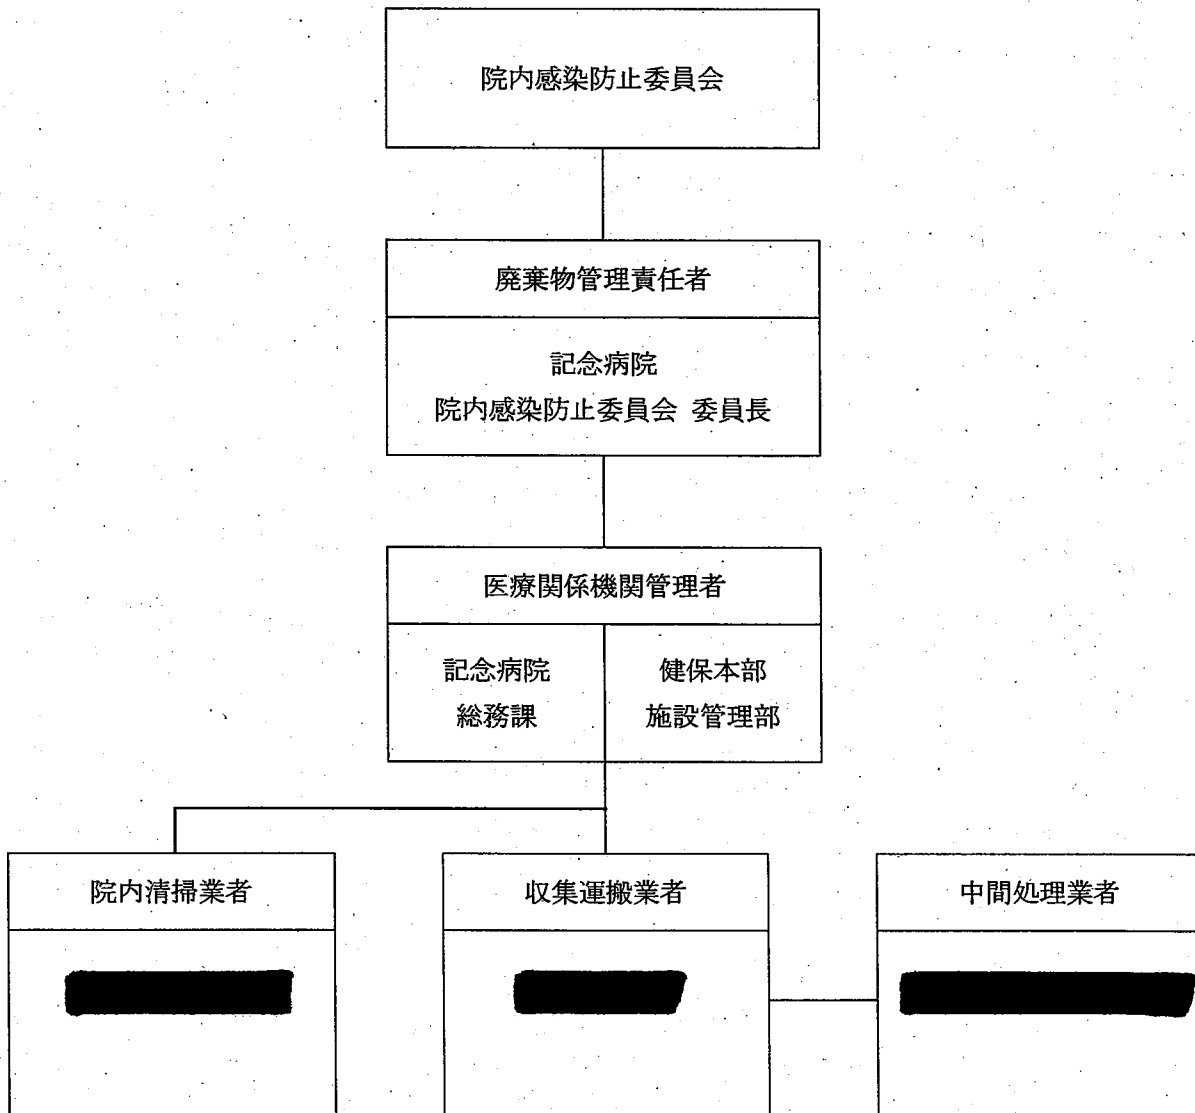 院内感染防止委員会
廃棄物管理責任者
記念病院
院内感染防止委員会 委員長
医療関係機関管理者
記念病院
総務課
健保本部
施設管理部
院内清掃業者
収集運搬業者
中間処理業者